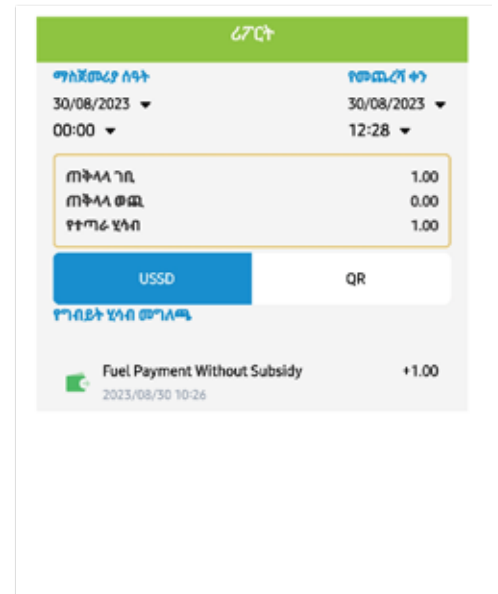 ሪፖርት
ማስጀመሪያ ሰዓት የመጨረሻ ቀን
30/08/2023 30/08/2023
00:00 12:28
ጠቅላላ ገቢ 1.00
ጠቅላላ ወጪ 0.00
የተጣራ ሂሳብ 1.00
USSD QR
የግብይት ሂሳብ መግለጫ
Fuel Payment Without Subsidy +1.00
2023/08/30 10:26